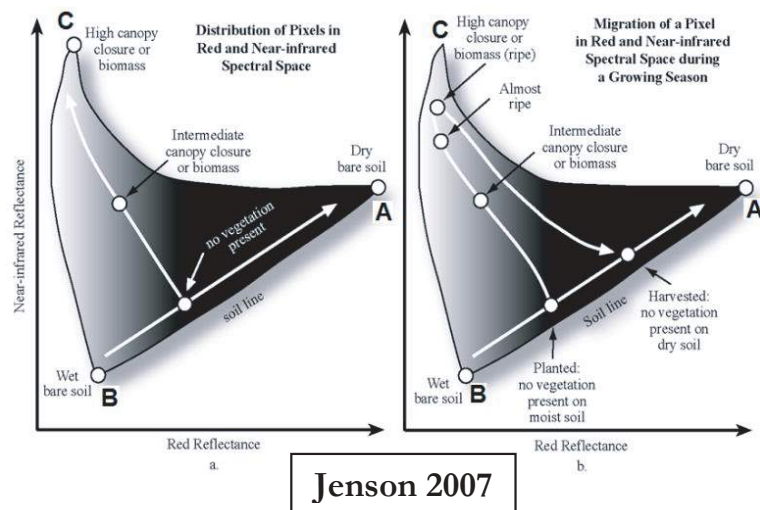 C
High canopy
closure or
biomass
Distribution of Pixels in
Red and Near-infrared
Spectral Space
Intermediate
canopy closure
or biomass
Dry
bare soil
A
no vegetation
present
soil line
Wet
bare soil
B
Near-infrared Reflectance
Red Reflectance
a.
C
High canopy
closure or
biomass (ripe)
Almost
ripe
Migration of a Pixel
in Red and Near-infrared
Spectral Space during
a Growing Season
Intermediate
canopy closure
or biomass
Dry
bare soil
A
Soil line
Harvested:
no vegetation
present on
dry soil
Planted:
no vegetation
present on
moist soil
Wet
bare soil
B
Red Reflectance
b.
Jenson 2007